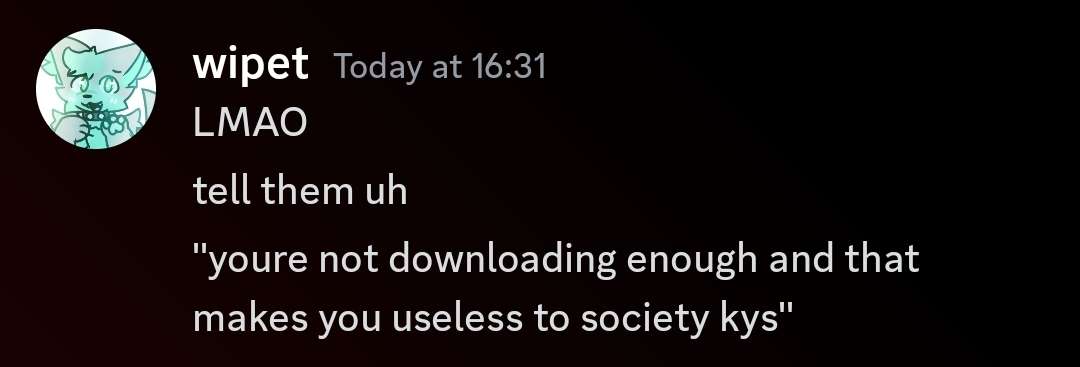 wipet Today at 16:31
LMAO
tell them uh
"youre not downloading enough and that
makes you useless to society kys"